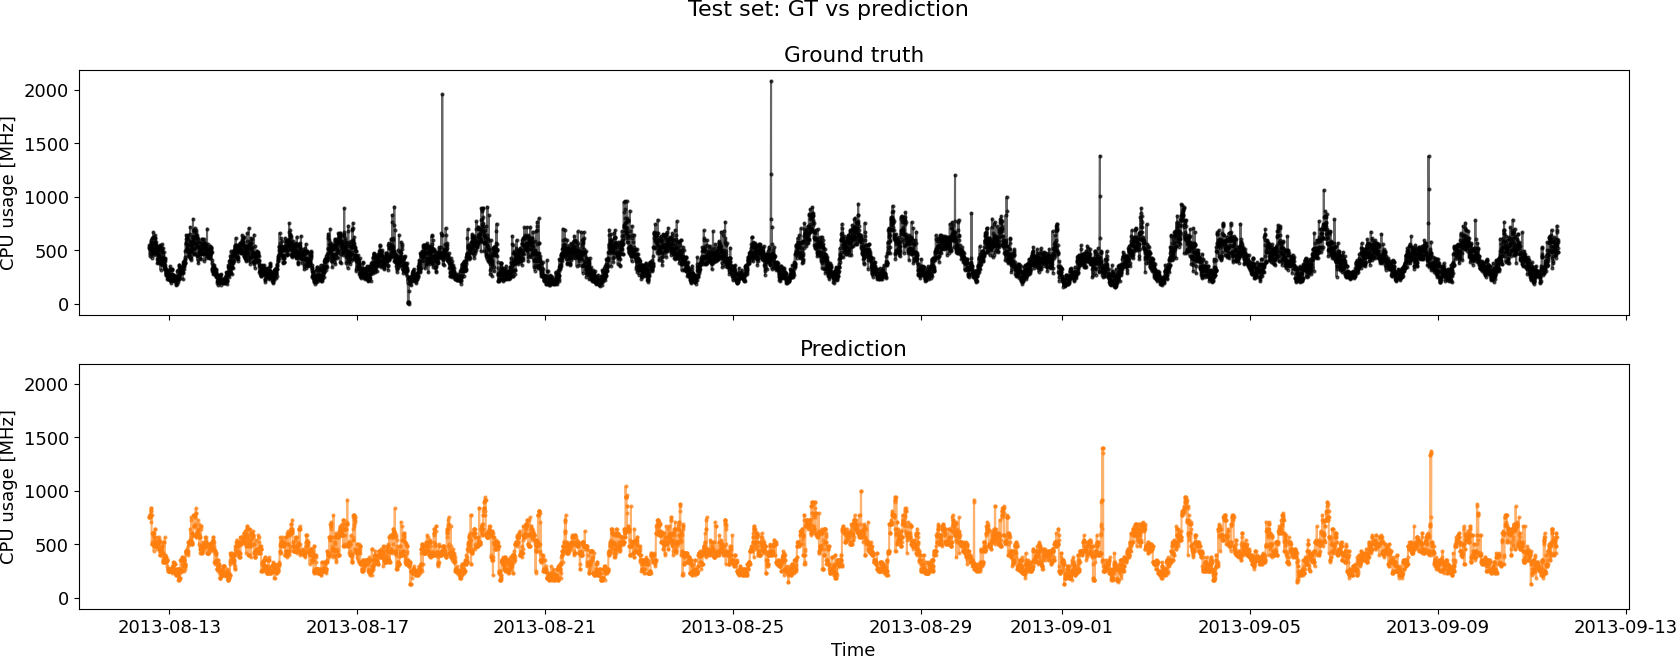 Test set: GT vs prediction
Ground truth
CPU usage [MHz]
2000
1500
1000
500
0
Prediction
CPU usage [MHz]
2000
1500
1000
500
0
2013-08-13 2013-08-17 2013-08-21 2013-08-25 2013-08-29 2013-09-01 2013-09-05 2013-09-09 2013-09-13
Time